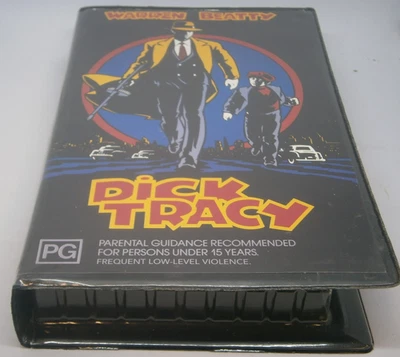 WARREN BEATTY
DiCK
TRACY
PG
PARENTAL GUIDANCE RECOMMENDED
FOR PERSONS UNDER 15 YEARS.
FREQUENT LOW-LEVEL VIOLENCE.